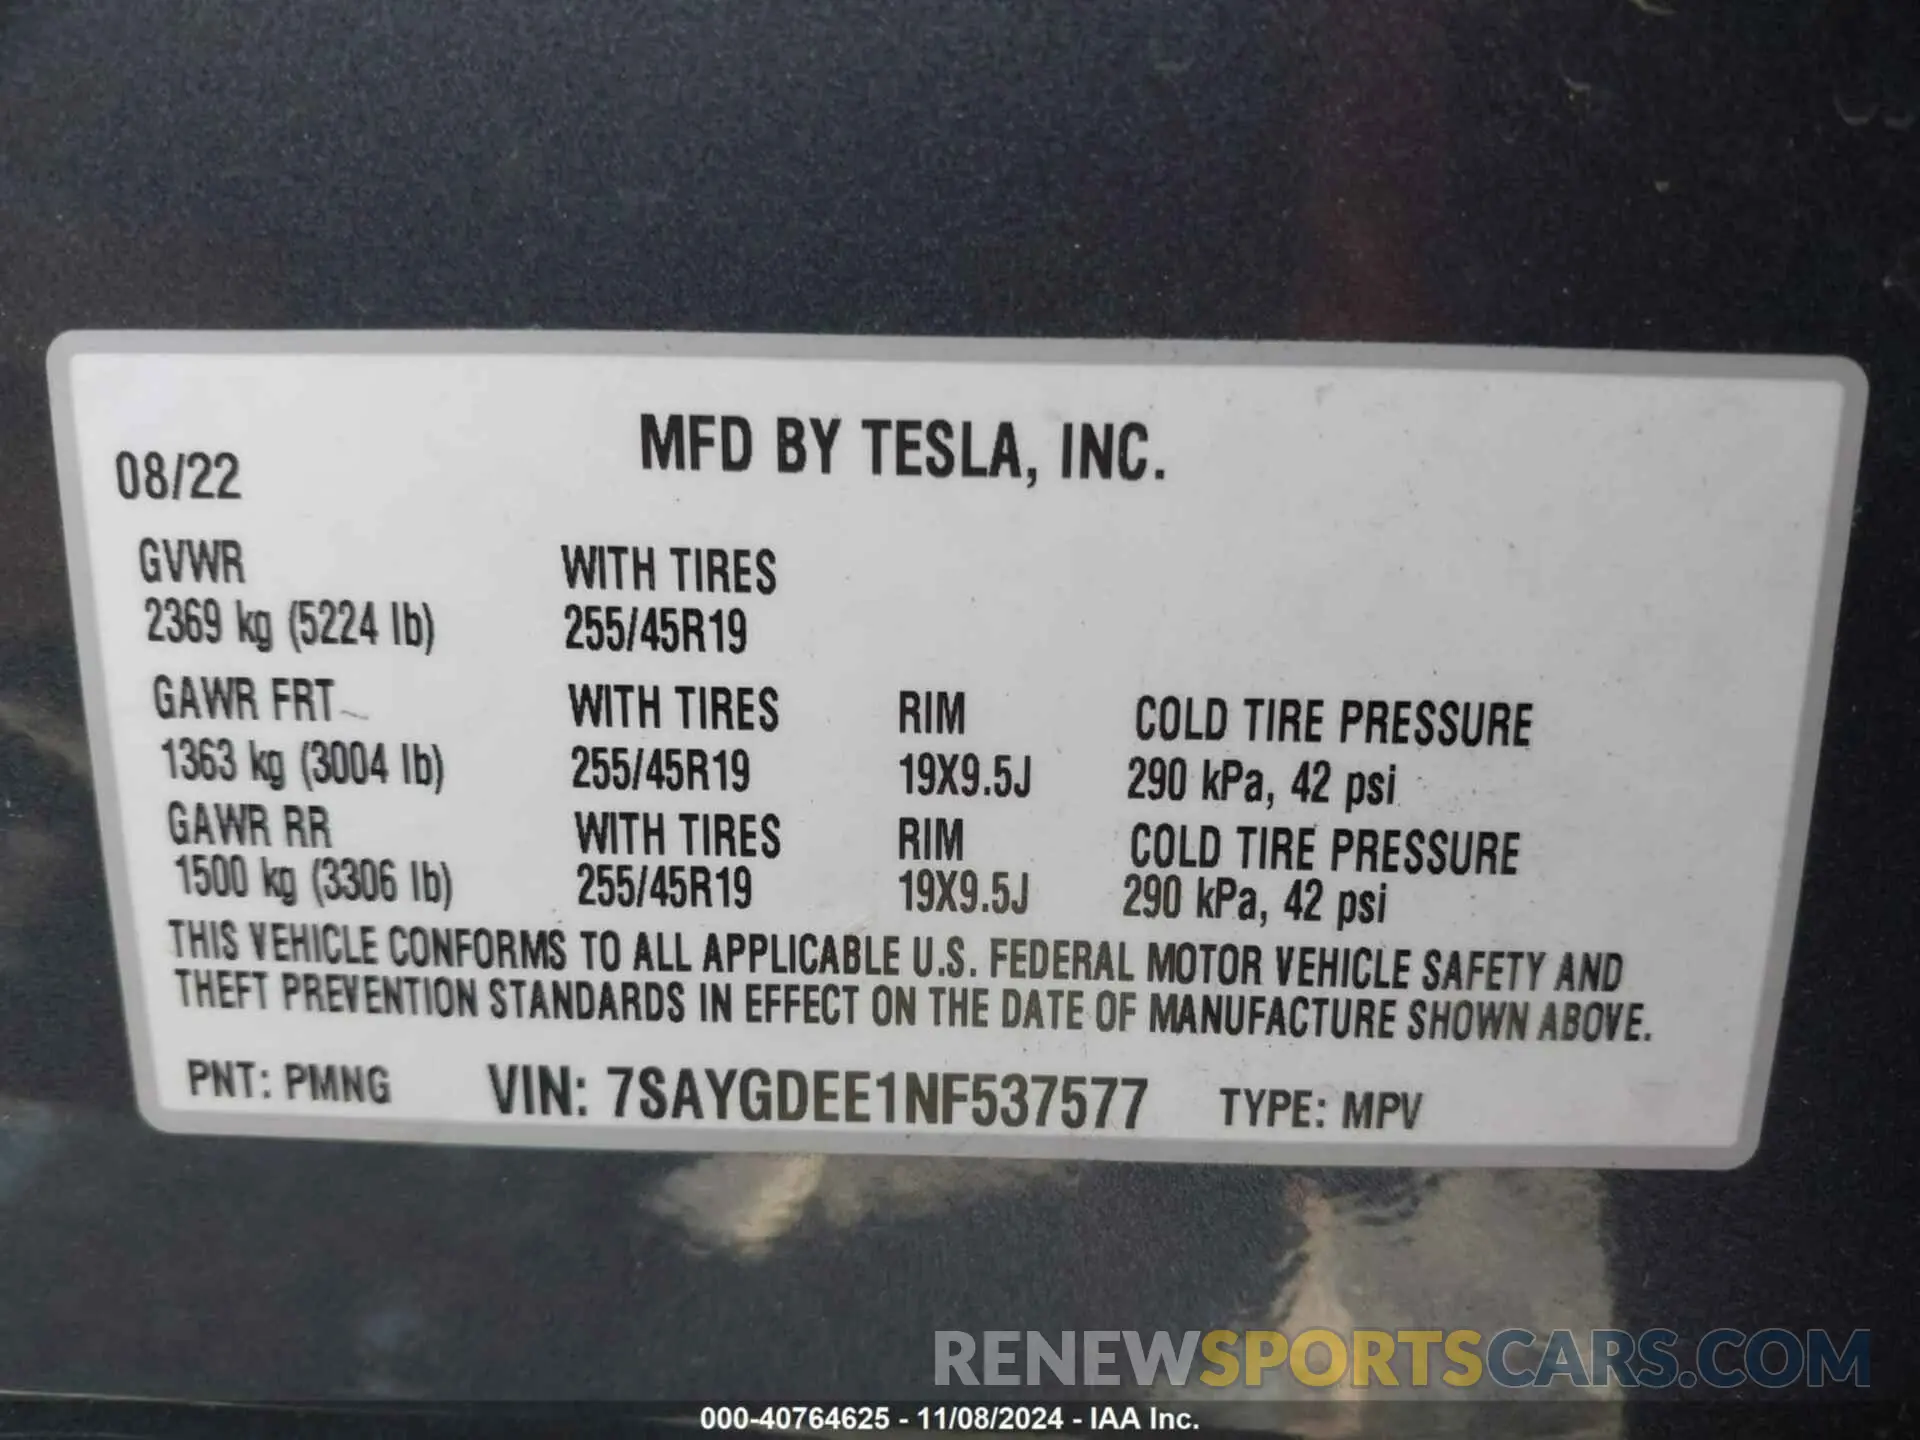 MFD BY TESLA, INC.
08/22
GVWR WITH TIRES
2369 kg (5224 lb) 255/45R19
GAWR FRT WITH TIRES RIM COLD TIRE PRESSURE
1363 kg (3004 lb) 255/45R19 19X9.5J 290 kPa, 42 psi
GAWR RR WITH TIRES RIM COLD TIRE PRESSURE
1500 kg (3306 lb) 255/45R19 19X9.5J 290 kPa, 42 psi
THIS VEHICLE CONFORMS TO ALL APPLICABLE U.S. FEDERAL MOTOR VEHICLE SAFETY AND
THEFT PREVENTION STANDARDS IN EFFECT ON THE DATE OF MANUFACTURE SHOWN ABOVE.
PNT: PMNG VIN: 7SAYGDEE1NF537577 TYPE: MPV
RENEWSPORTSCARS.COM
000-40764625 - 11/08/2024 - IAA Inc.